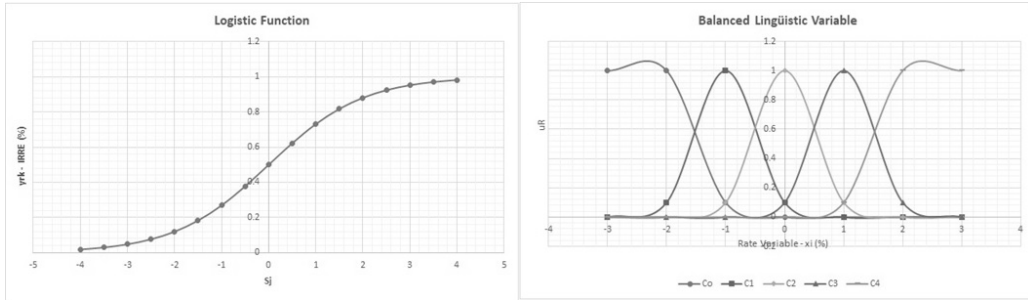 Logistic Function
1.2
1
0.8
0.6
0.4
0.2
0
-5 -4 -3 -2 -1 0 1 2 3 4 5
yrk - IRRE (%)
Sj
Balanced Lingüistic Variable
1.2
1
0.8
0.6
0.4
0.2
0
-0.2
-4 -3 -2 -1 0 1 2 3 4
uR
Rate Variable - xi (%)
Co C1 C2 C3 C4